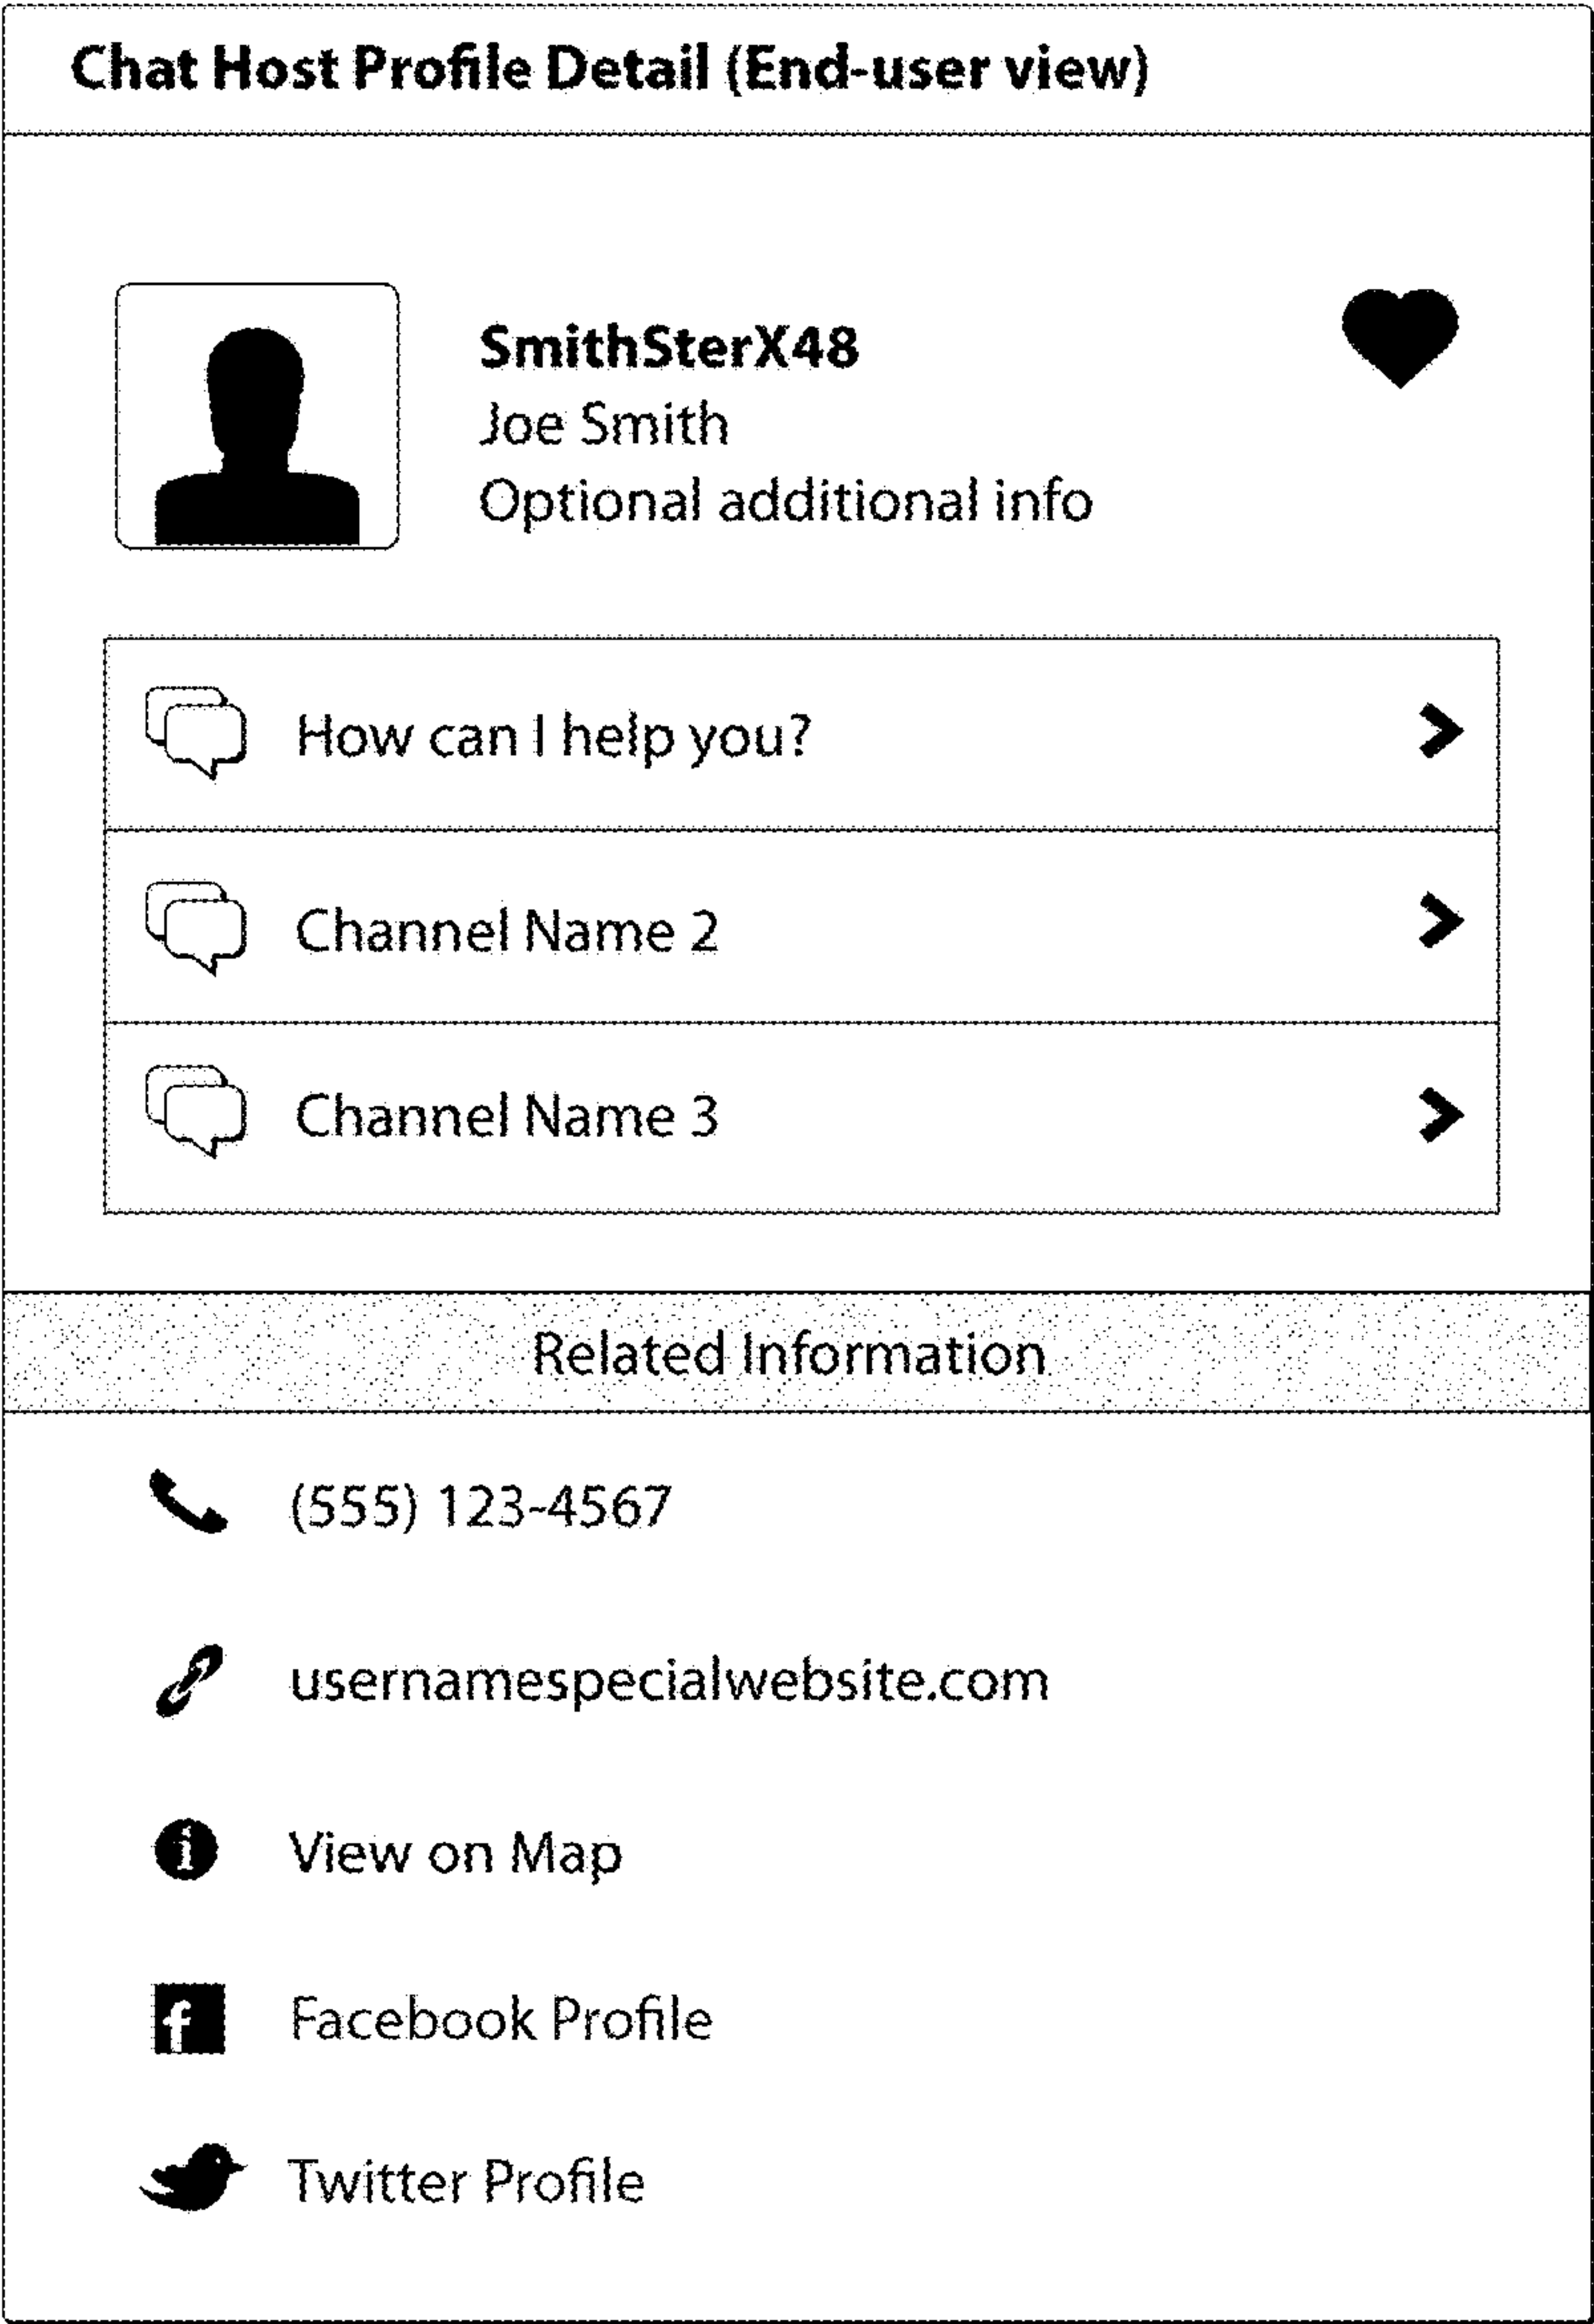 Chat Host Profile Detail (End-user view)
SmithSterX48
Joe Smith
Optional additional info
How can I help you?
Channel Name 2
Channel Name 3
Related Information
(555) 123-4567
usernamespecialwebsite.com
View on Map
Facebook Profile
Twitter Profile